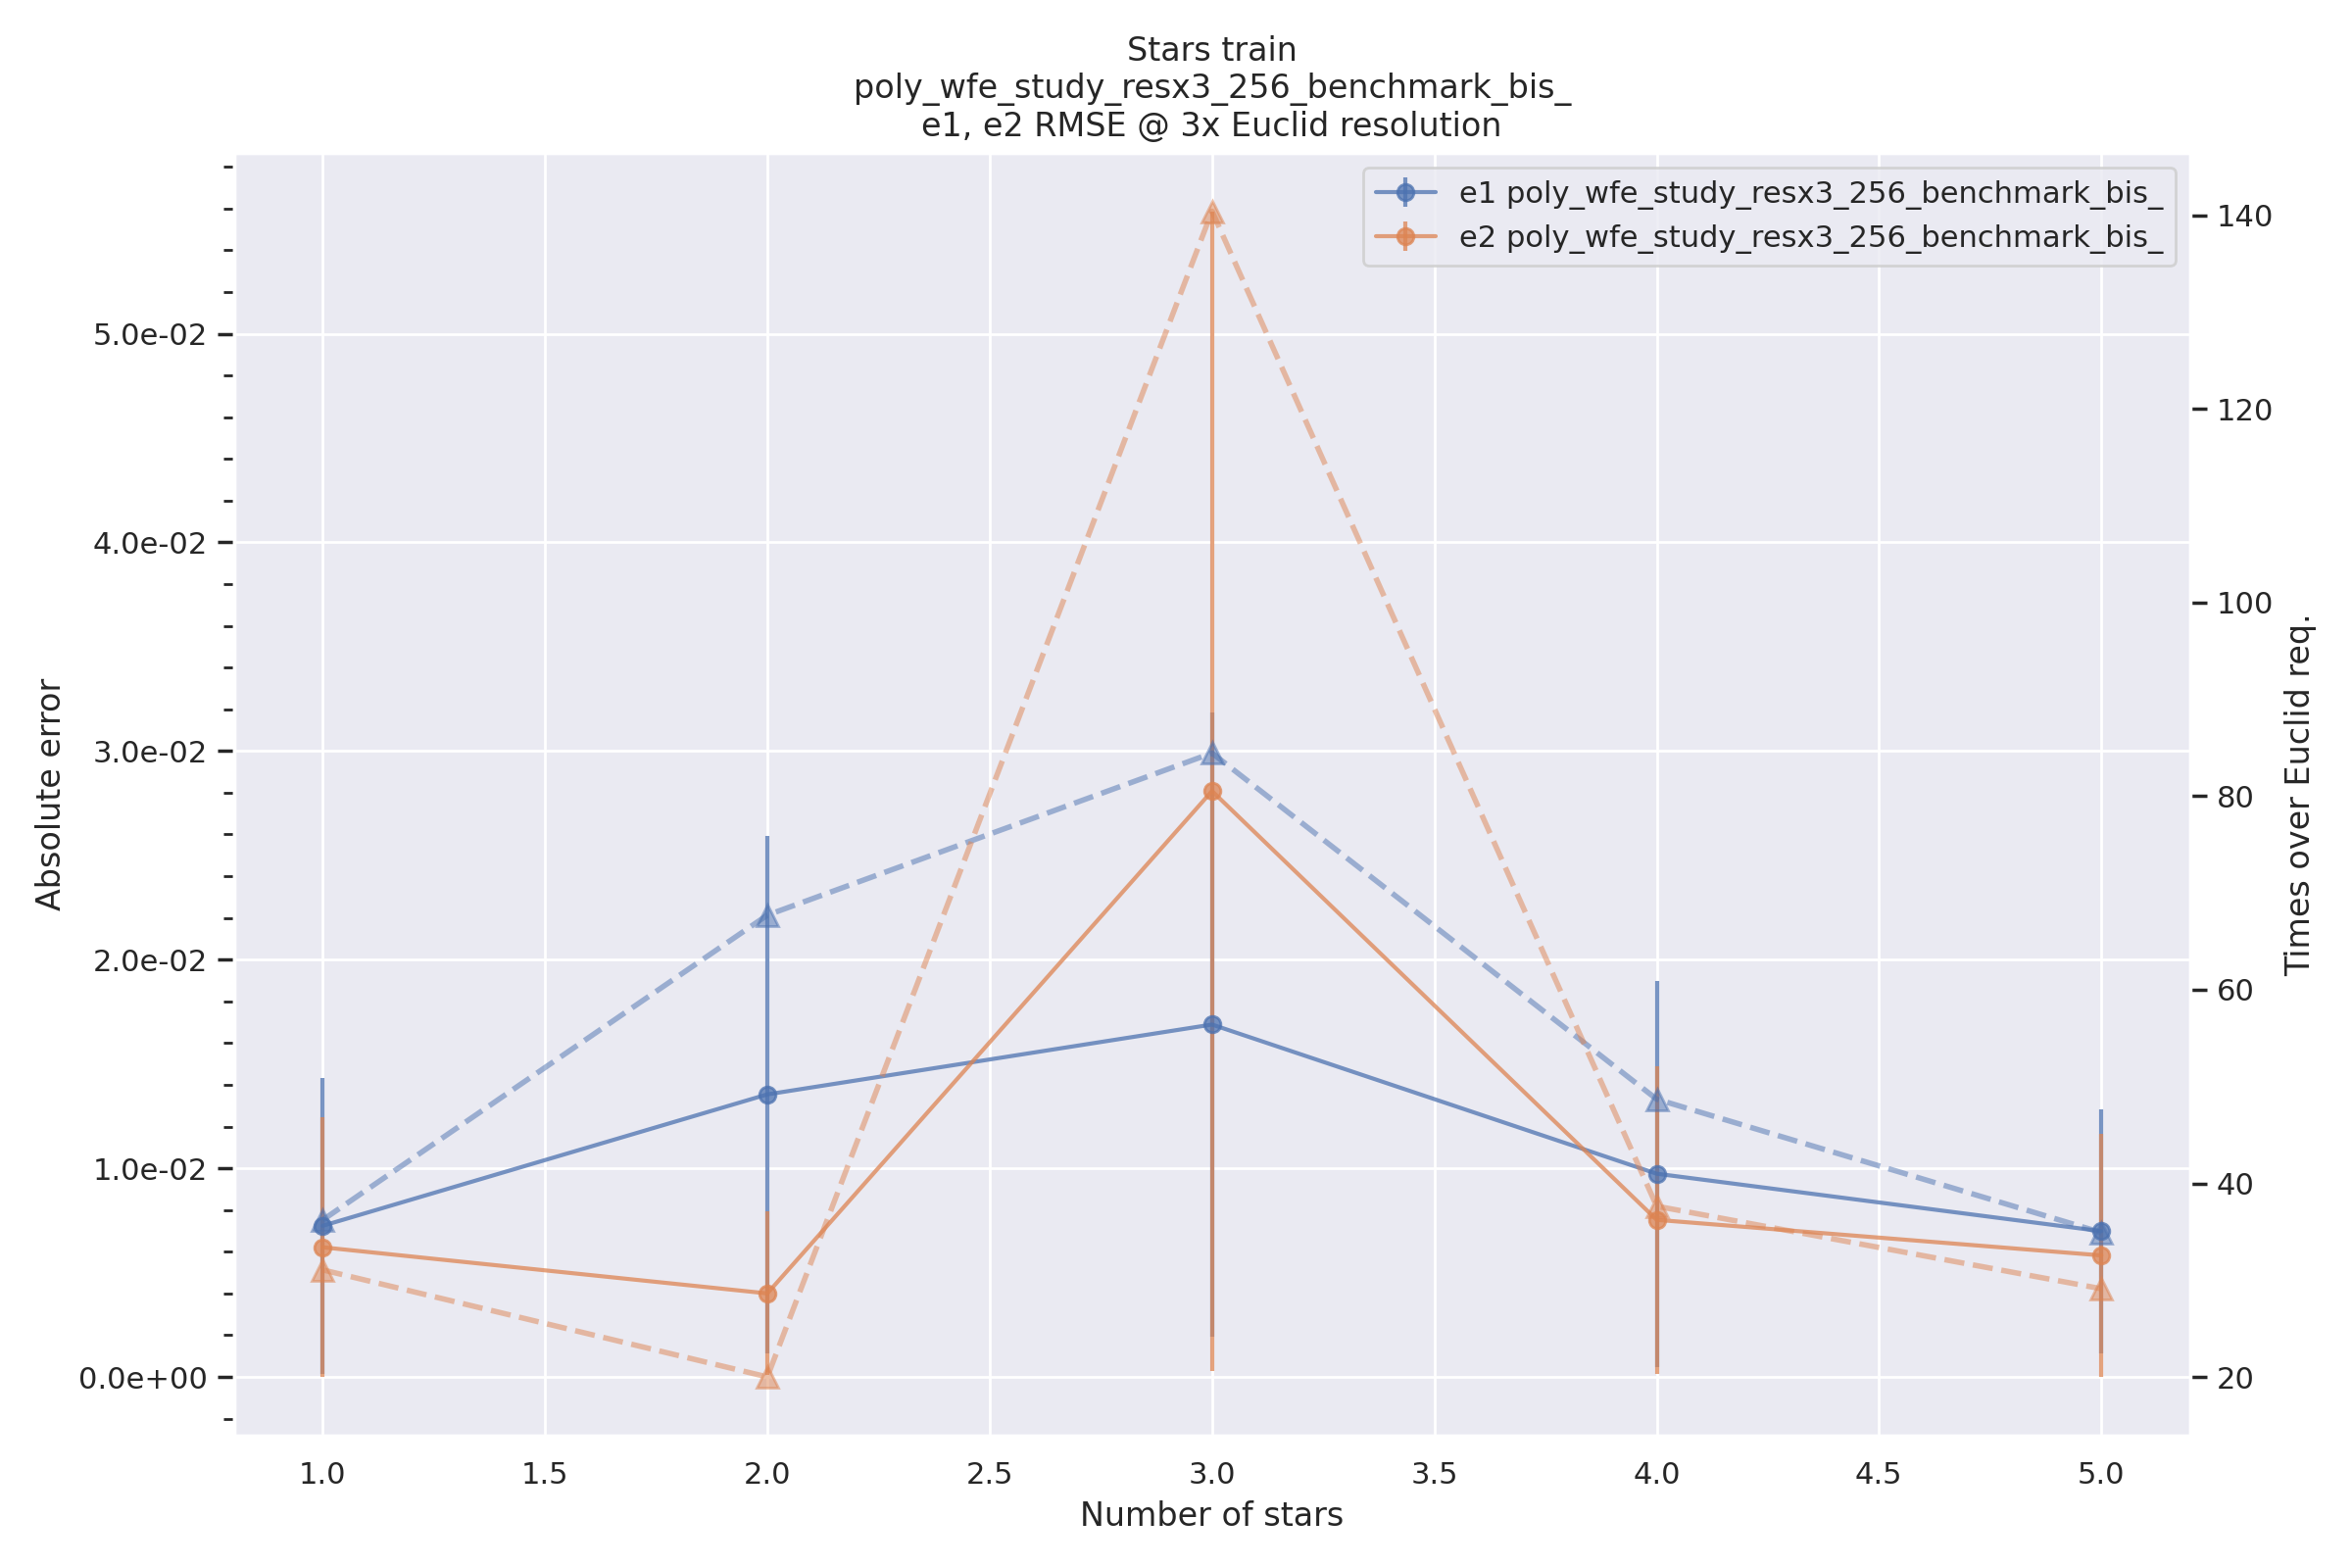 Stars train
poly_wfe_study_resx3_256_benchmark_bis_
e1, e2 RMSE @ 3x Euclid resolution
e1 poly_wfe_study_resx3_256_benchmark_bis_
e2 poly_wfe_study_resx3_256_benchmark_bis_
Absolute error
5.0e-02
4.0e-02
3.0e-02
2.0e-02
1.0e-02
0.0e+00
140
120
100
80
60
40
20
Times over Euclid req.
1.0 1.5 2.0 2.5 3.0 3.5 4.0 4.5 5.0
Number of stars